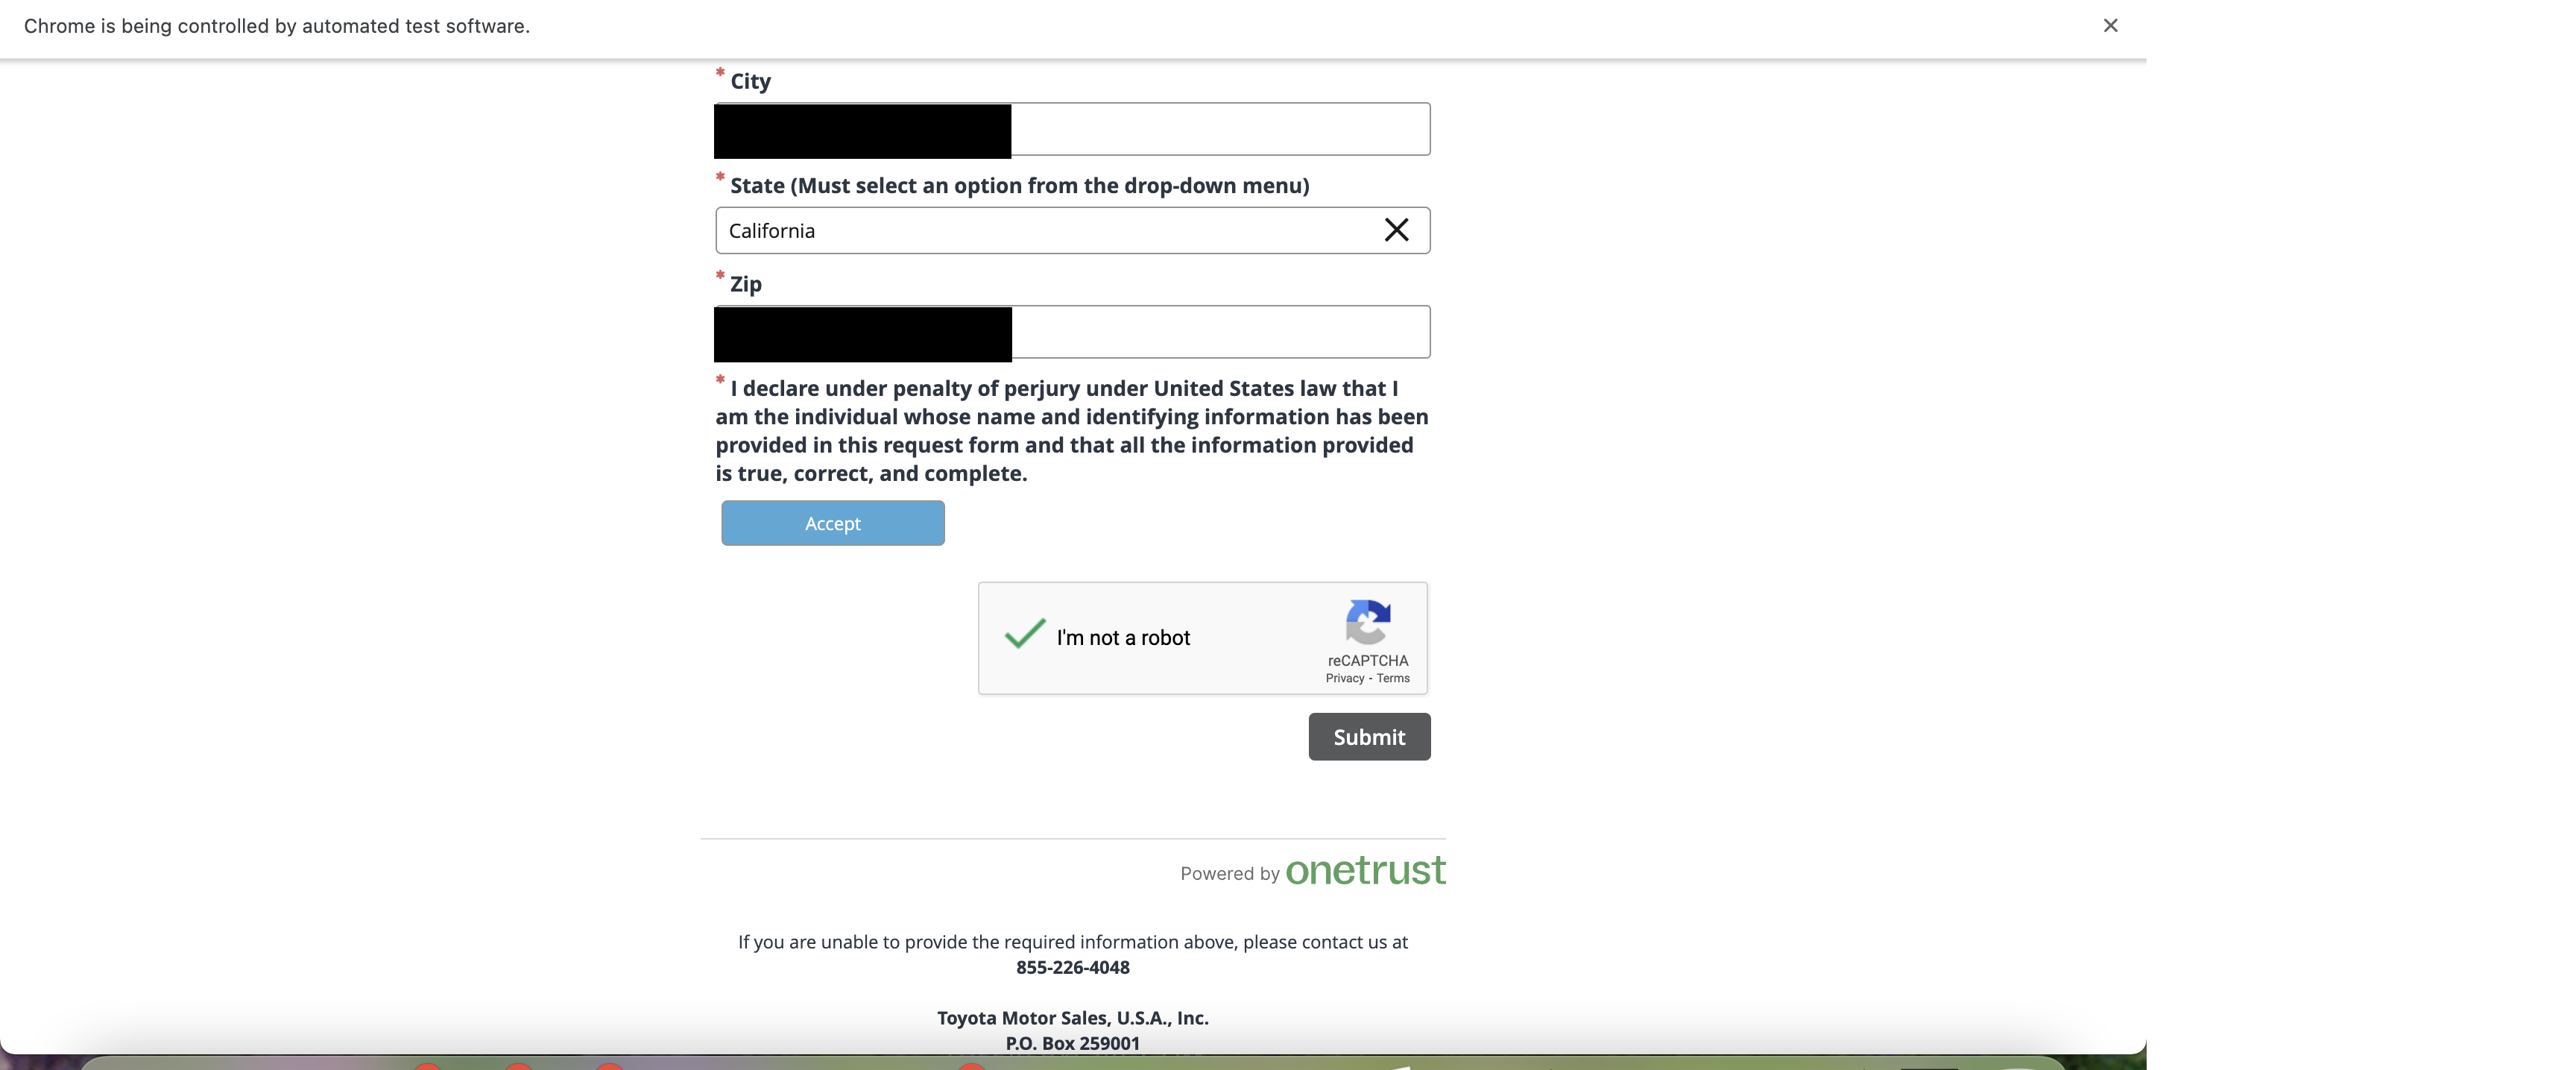 Chrome is being controlled by automated test software.
* City
* State (Must select an option from the drop-down menu)
California
* Zip
* I declare under penalty of perjury under United States law that I
am the individual whose name and identifying information has been
provided in this request form and that all the information provided
is true, correct, and complete.
Accept
I'm not a robot
reCAPTCHA
Privacy - Terms
Submit
Powered by onetrust
If you are unable to provide the required information above, please contact us at
855-226-4048
Toyota Motor Sales, U.S.A., Inc.
P.O. Box 259001